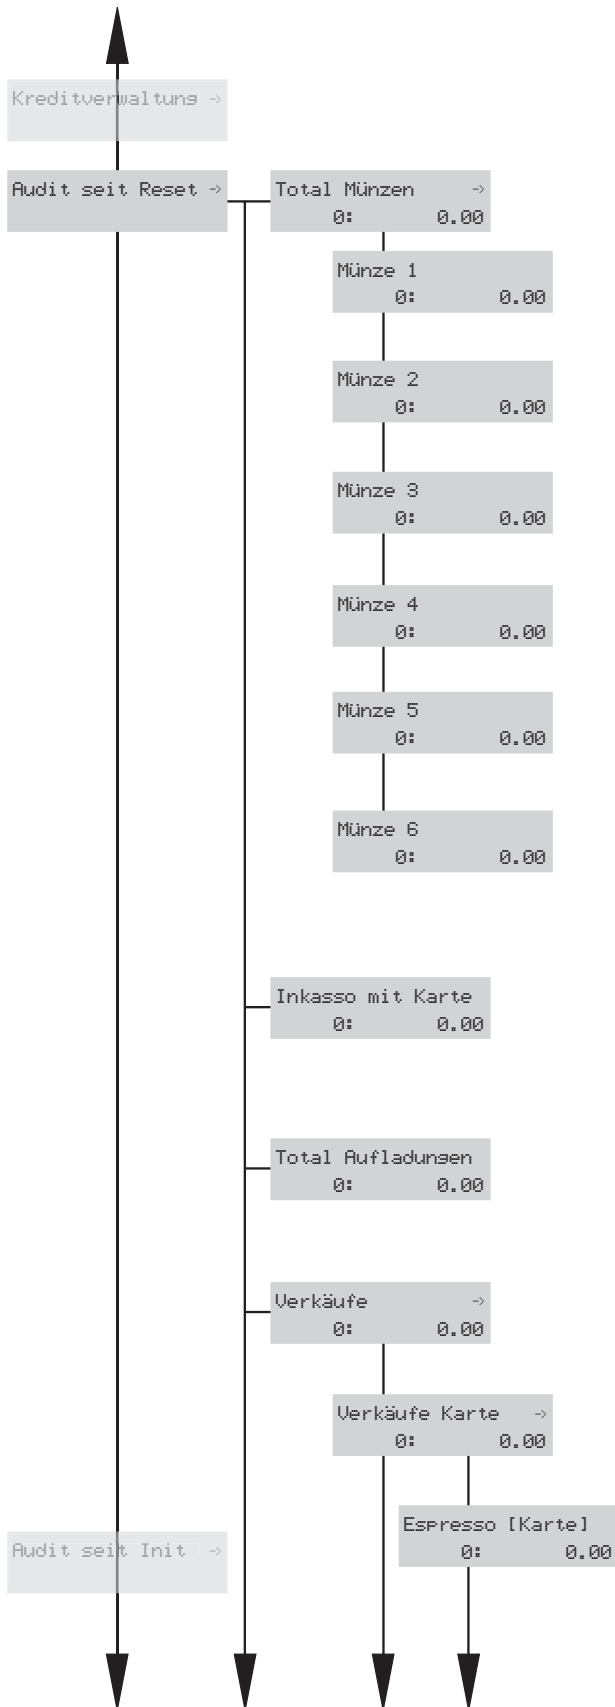 Kreditverwaltung ->
Audit seit Reset ->
Total Münzen ->
0: 0.00
Münze 1
0: 0.00
Münze 2
0: 0.00
Münze 3
0: 0.00
Münze 4
0: 0.00
Münze 5
0: 0.00
Münze 6
0: 0.00
Inkasso mit Karte
0: 0.00
Total Aufladungen
0: 0.00
Verkäufe ->
0: 0.00
Verkäufe Karte ->
0: 0.00
Espresso [Karte]
0: 0.00
Audit seit Init ->